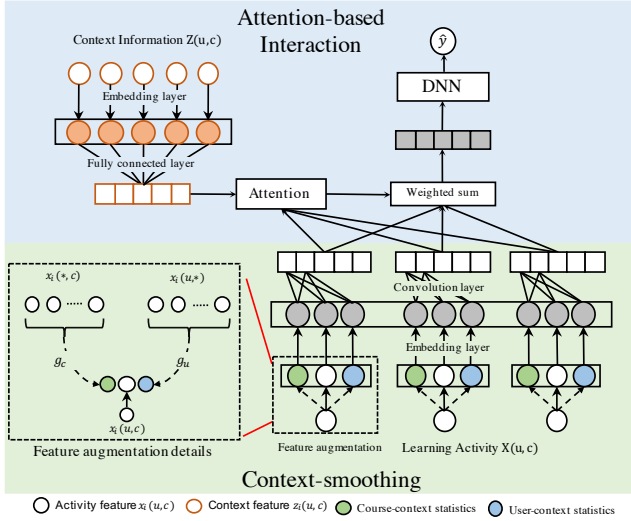 Attention-based
Interaction
Context Information Z(u,c)
ŷ
Embedding layer
DNN
Fully connected layer
Attention
Weighted sum
x_i(*, c)
x_i(u,*)
Convolution layer
g_c
g_u
Embedding layer
x_i(u,c)
Feature augmentation
Learning Activity X(u, c)
Feature augmentation details
Context-smoothing
Activity feature x_i(u,c)
Context feature z_i(u,c)
Course-context statistics
User-context statistics